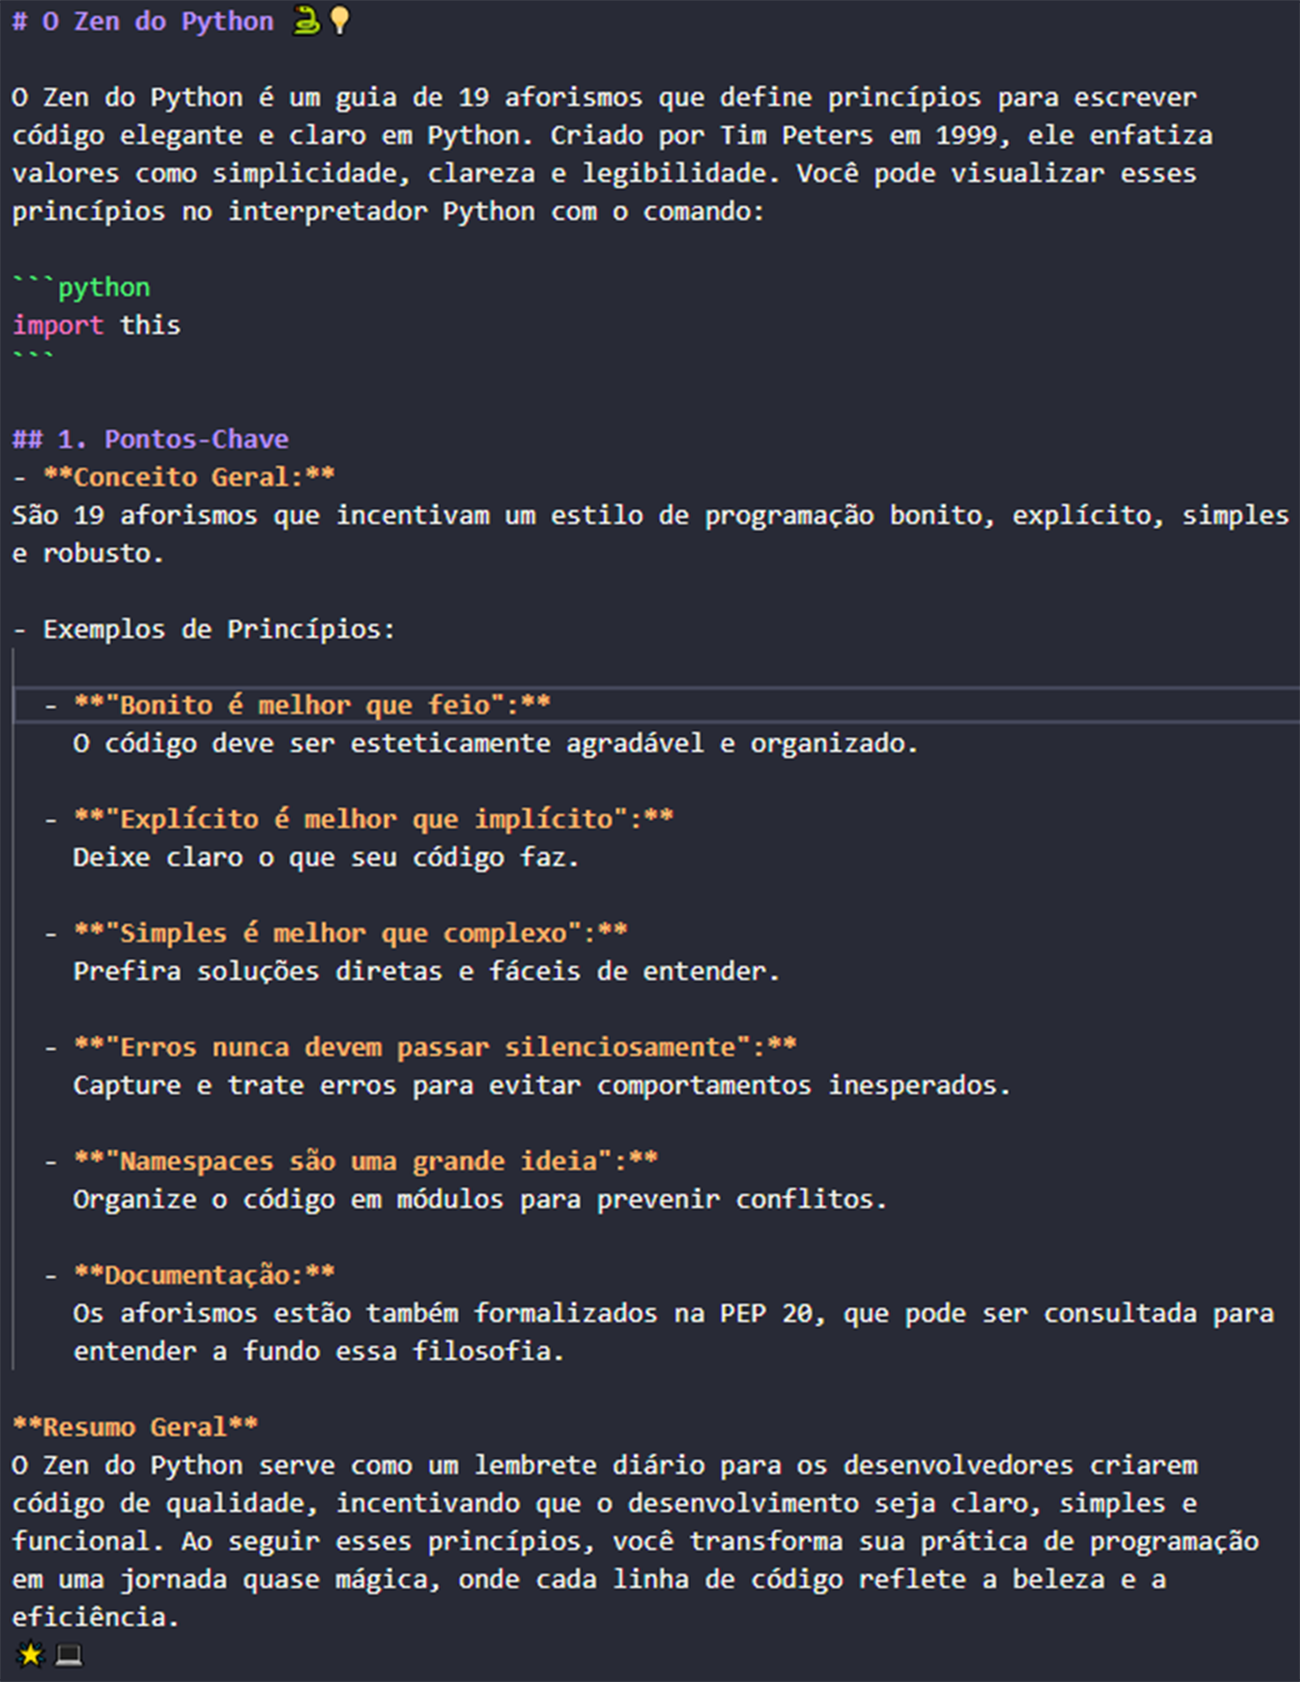 # O Zen do Python 🐍💡
O Zen do Python é um guia de 19 aforismos que define princípios para escrever
código elegante e claro em Python. Criado por Tim Peters em 1999, ele enfatiza
valores como simplicidade, clareza e legibilidade. Você pode visualizar esses
princípios no interpretador Python com o comando:
```python
import this
```
## 1. Pontos-Chave
- **Conceito Geral:**
São 19 aforismos que incentivam um estilo de programação bonito, explícito, simples
e robusto.
- Exemplos de Princípios:
- **"Bonito é melhor que feio":**
O código deve ser esteticamente agradável e organizado.
- **"Explícito é melhor que implícito":**
Deixe claro o que seu código faz.
- **"Simples é melhor que complexo":**
Prefira soluções diretas e fáceis de entender.
- **"Erros nunca devem passar silenciosamente":**
Capture e trate erros para evitar comportamentos inesperados.
- **"Namespaces são uma grande ideia":**
Organize o código em módulos para prevenir conflitos.
- **Documentação:**
Os aforismos estão também formalizados na PEP 20, que pode ser consultada para
entender a fundo essa filosofia.
**Resumo Geral**
O Zen do Python serve como um lembrete diário para os desenvolvedores criarem
código de qualidade, incentivando que o desenvolvimento seja claro, simples e
funcional. Ao seguir esses princípios, você transforma sua prática de programação
em uma jornada quase mágica, onde cada linha de código reflete a beleza e a
eficiência.
🌟💻